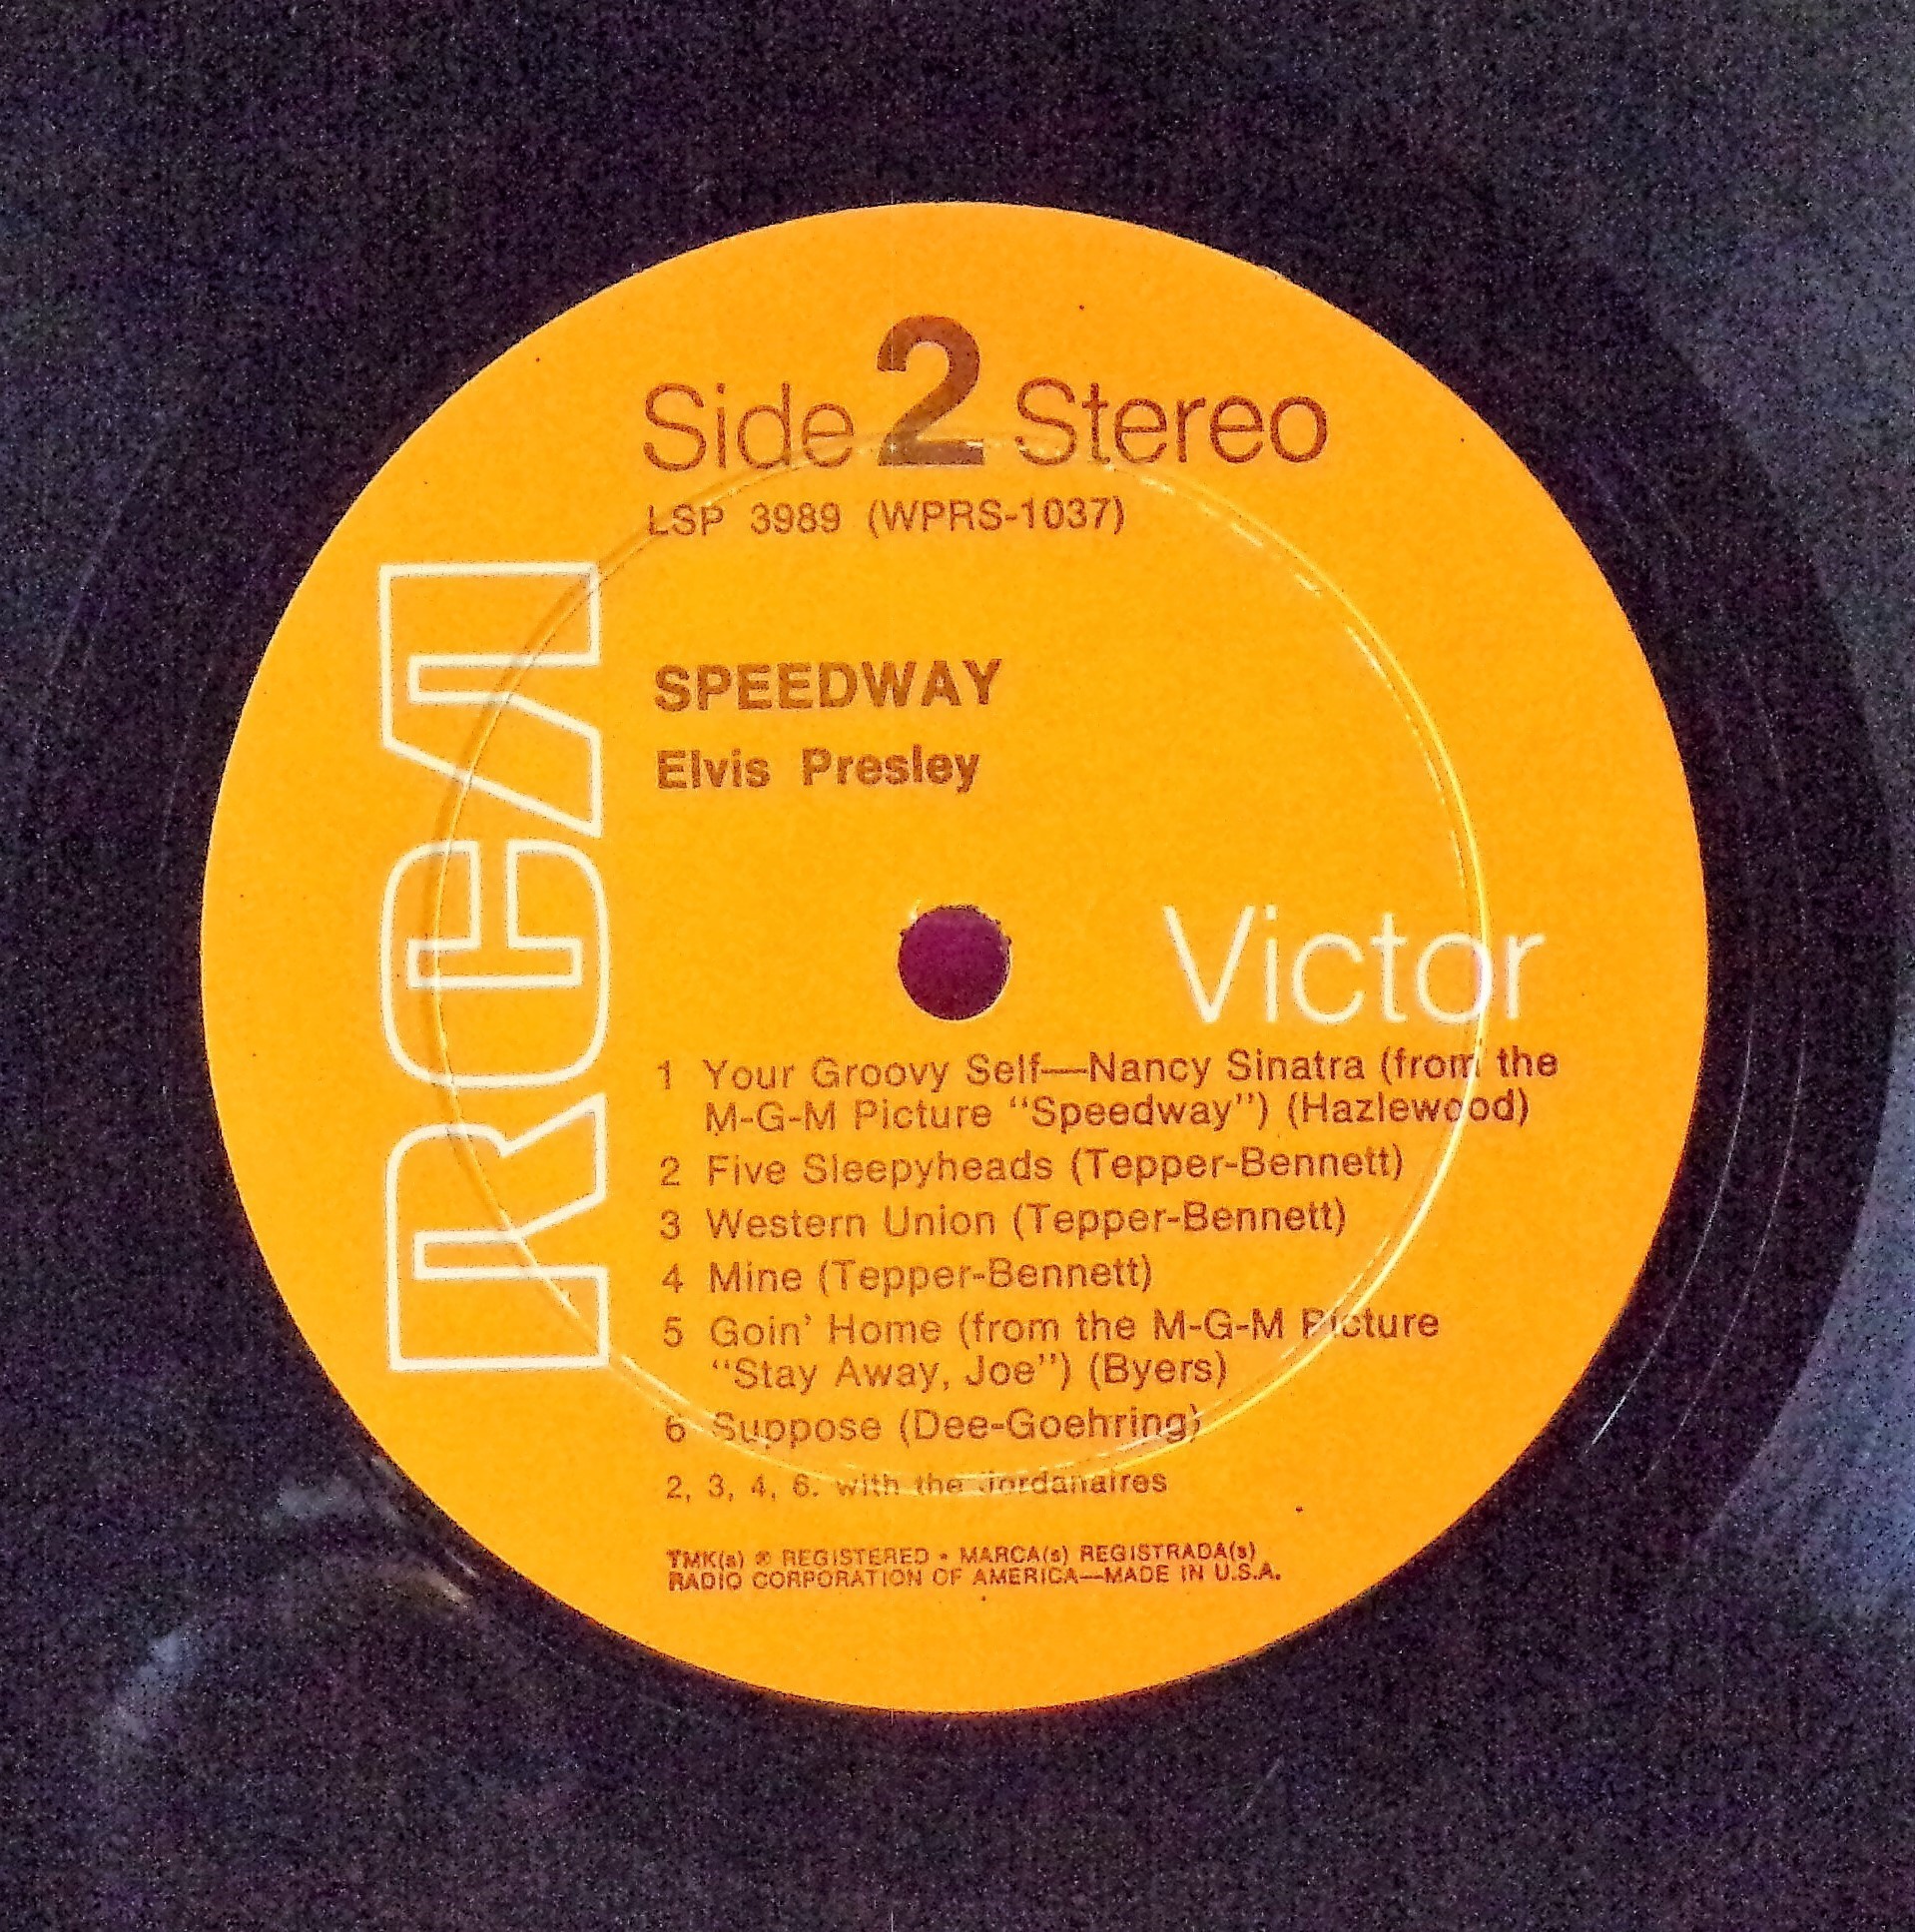 Side 2 Stereo
LSP 3989 (WPRS-1037)
RCA
SPEEDWAY
Elvis Presley
Victor
1 Your Groovy Self—Nancy Sinatra (from the
M-G-M Picture “Speedway”) (Hazlewood)
2 Five Sleepyheads (Tepper-Bennett)
3 Western Union (Tepper-Bennett)
4 Mine (Tepper-Bennett)
5 Goin’ Home (from the M-G-M Picture
“Stay Away, Joe”) (Byers)
6 Suppose (Dee-Goehring)
2, 3, 4, 6. with the Jordanaires
TMK(s) ® REGISTERED • MARCA(s) REGISTRADA(s)
RADIO CORPORATION OF AMERICA—MADE IN U.S.A.